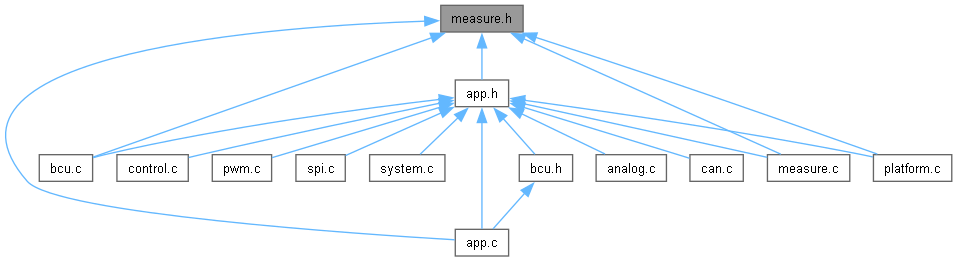 measure.h
app.h
bcu.c
control.c
pwm.c
spi.c
system.c
bcu.h
analog.c
can.c
measure.c
platform.c
app.c